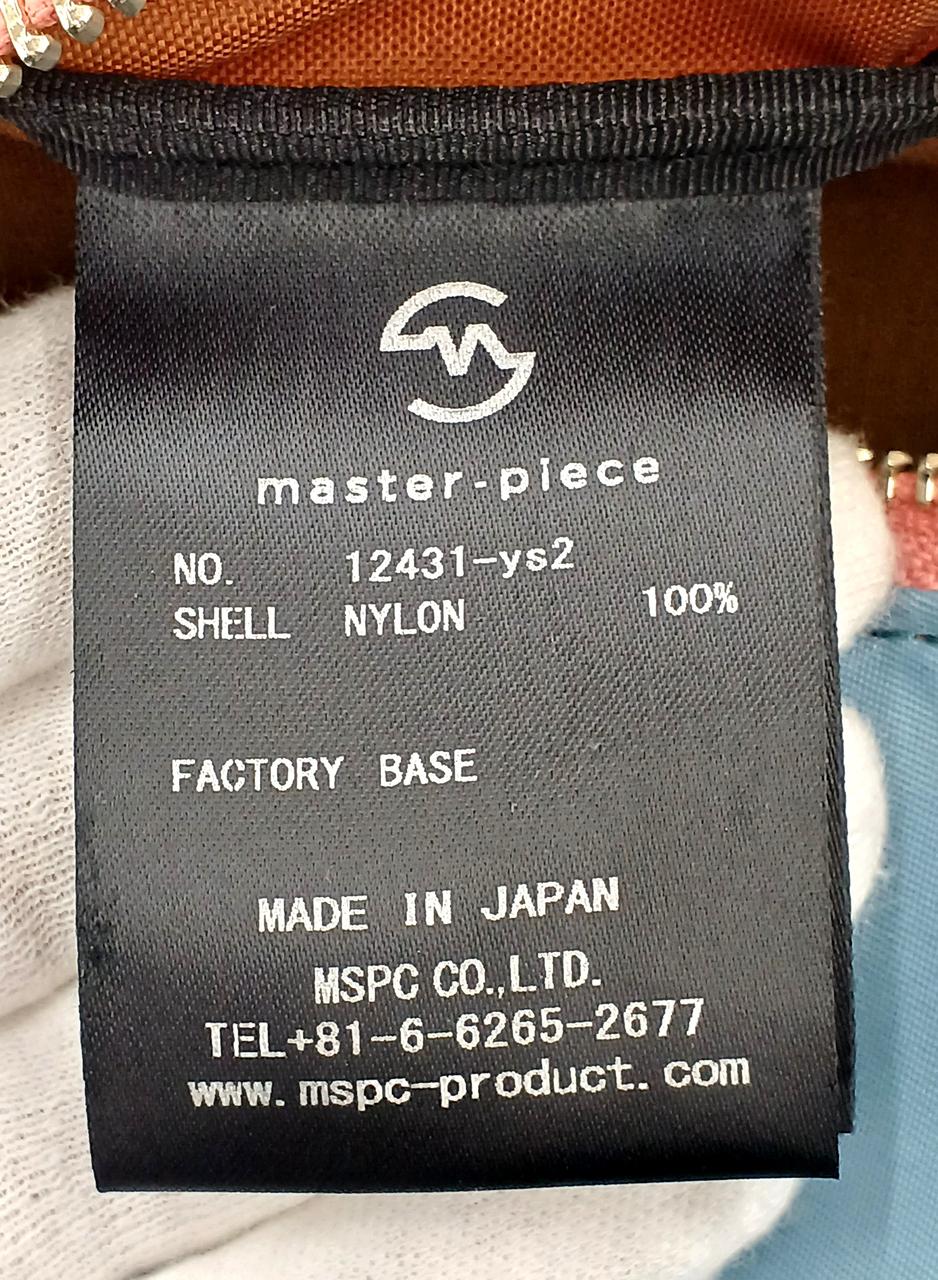 master-piece
NO. 12431-ys2
SHELL NYLON 100%
FACTORY BASE
MADE IN JAPAN
MSPC CO.,LTD.
TEL+81-6-6265-2677
www.mspc-product.com